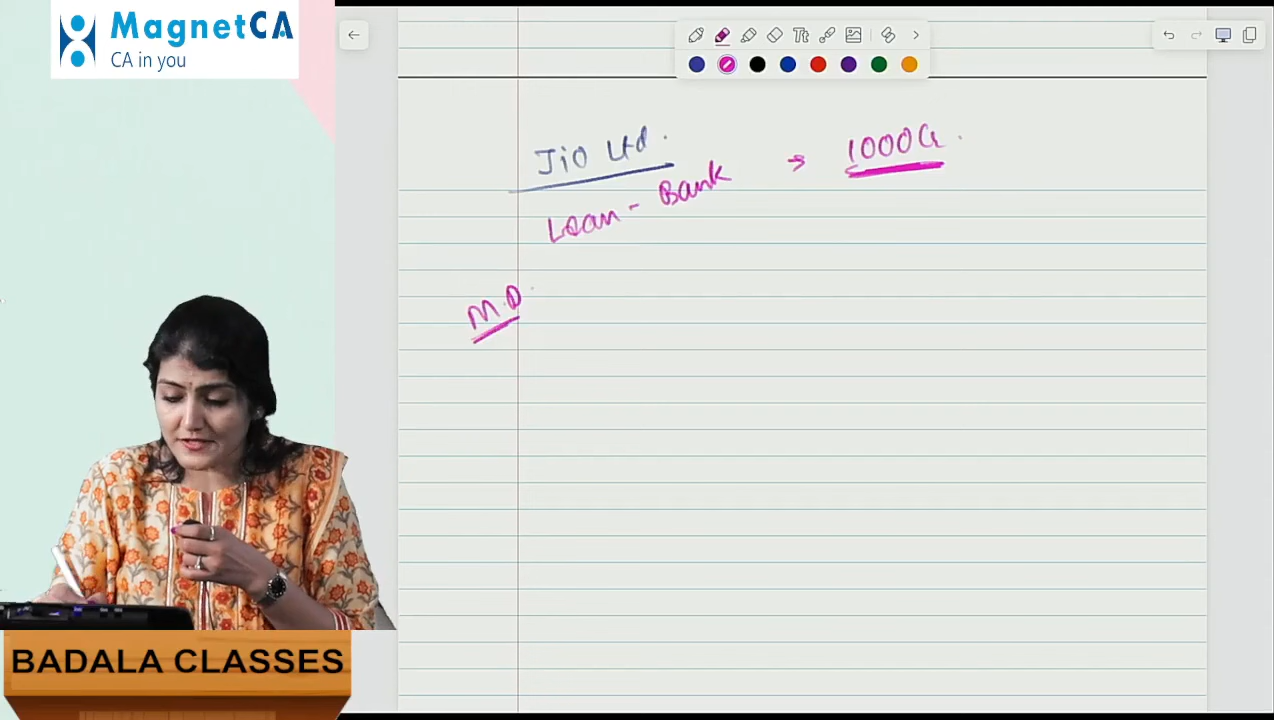 MagnetCA
CA in you
Jio Ltd.
→ 1000Cr
Loan - Bank
M.D
BADALA CLASSES